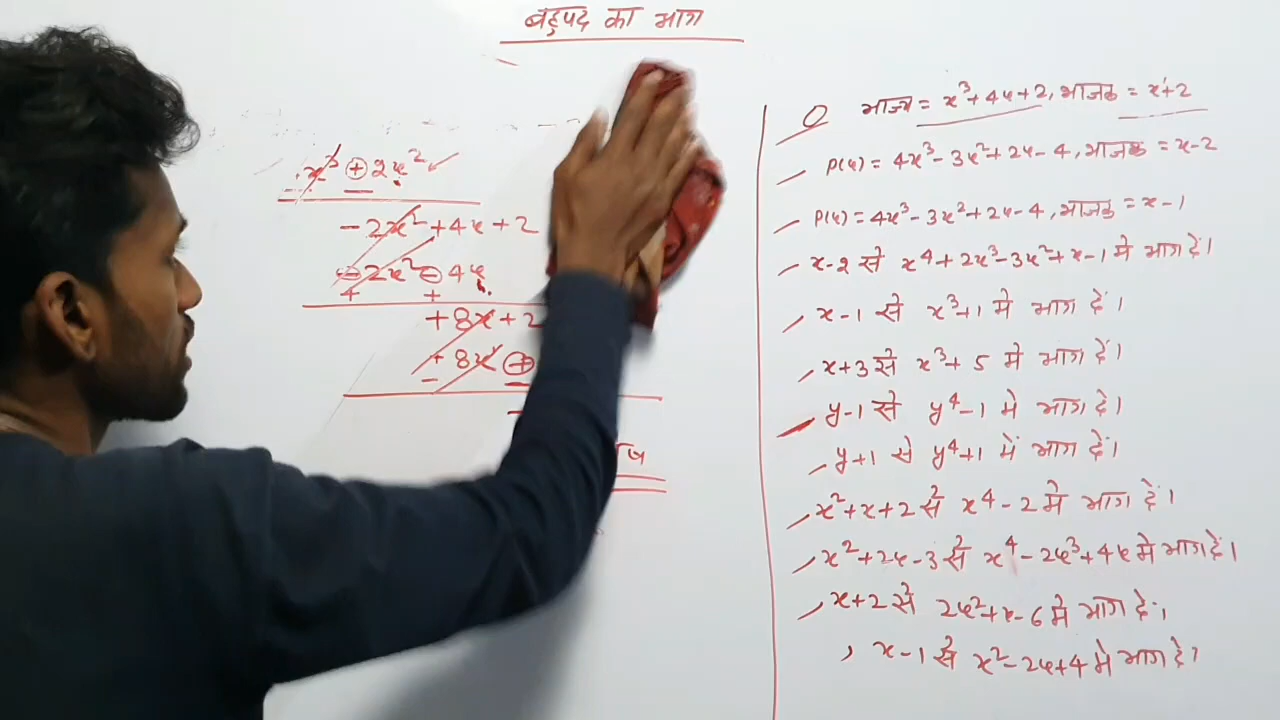 बहुपद का भाग
x³ + 2x²
- 2x² + 4x + 2
- 2x² - 4x
+ +
+ 8x + 2
+ 8x +
-
भाज्य = x³ + 4x + 2, भाजक = x + 2
P(x) = 4x³ - 3x² + 2x - 4, भाजक = x - 2
P(x) = 4x³ - 3x² + 2x - 4, भाजक = x - 1
x - 2 से x⁴ + 2x³ - 3x² + x - 1 मे भाग दें।
x - 1 से x³ + 1 मे भाग दें।
x + 3 से x³ + 5 मे भाग दें।
y - 1 से y⁴ - 1 मे भाग दें।
y + 1 से y⁴ + 1 में भाग दें।
x² + x + 2 से x⁴ - 2 मे भाग दें।
x² + 2x - 3 से x⁴ - 2x³ + 4x मे भाग दें।
x + 2 से 2x² + x - 6 मे भाग दें।
x - 1 से x² - 2x + 4 मे भाग दें।